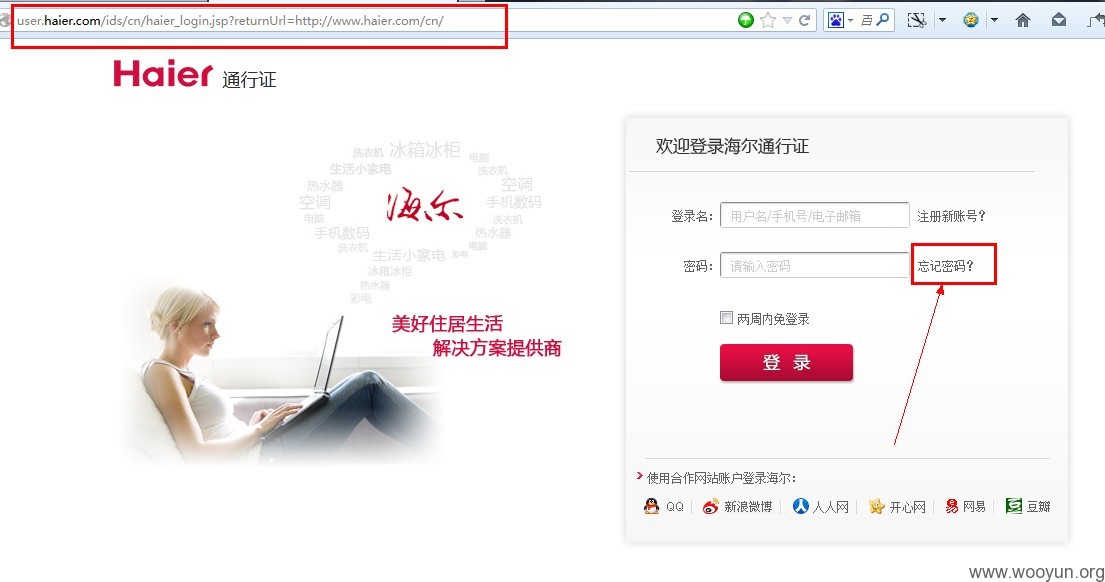 user.haier.com/ids/cn/haier_login.jsp?returnUrl=http://www.haier.com/cn/
Haier 通行证
欢迎登录海尔通行证
洗衣机 冰箱冰柜 电脑
生活小家电 洗衣机
热水器 空调
空调 海尔 手机数码
电脑 洗衣机
手机数码 热水器
洗衣机 生活小家电 彩电 电脑
冰箱冰柜
热水器
彩电
美好住居生活
解决方案提供商
登录名： 用户名/手机号/电子邮箱 注册新账号？
密码： 请输入密码 忘记密码？
两周内免登录
登 录
使用合作网站账户登录海尔：
QQ 新浪微博 人人网 开心网 网易 豆瓣
www.wooyun.org